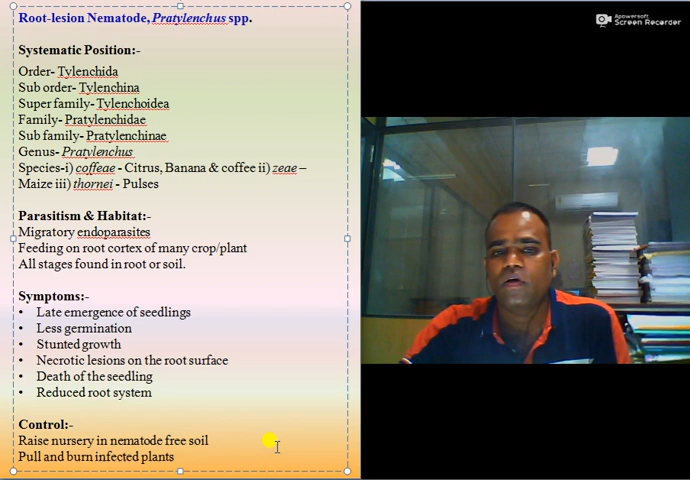 Root-lesion Nematode, Pratylenchus spp.
Systematic Position:-
Order- Tylenchida
Sub order- Tylenchina
Super family- Tylenchoidea
Family- Pratylenchidae
Sub family- Pratylenchinae
Genus- Pratylenchus
Species-i) coffeae - Citrus, Banana & coffee ii) zeae –
Maize iii) thornei - Pulses
Parasitism & Habitat:-
Migratory endoparasites
Feeding on root cortex of many crop/plant
All stages found in root or soil.
Symptoms:-
• Late emergence of seedlings
• Less germination
• Stunted growth
• Necrotic lesions on the root surface
• Death of the seedling
• Reduced root system
Control:-
Raise nursery in nematode free soil
Pull and burn infected plants
Apowersoft
Screen Recorder